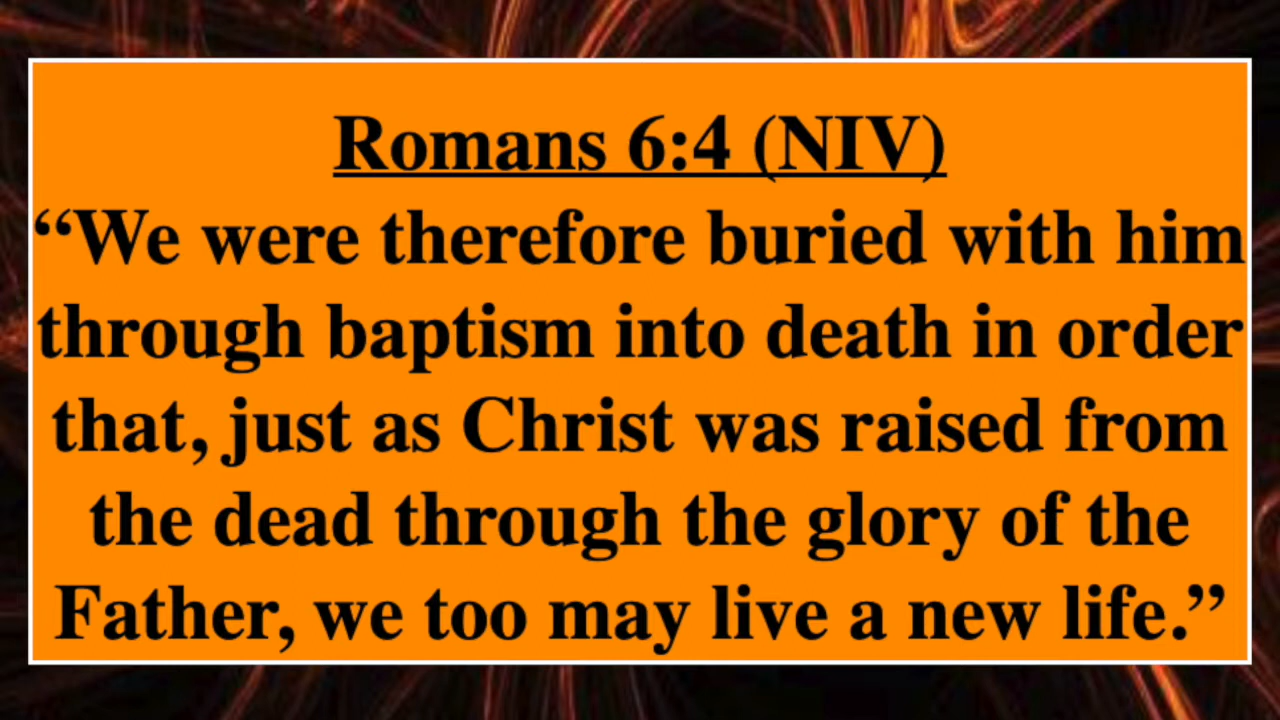 Romans 6:4 (NIV)
“We were therefore buried with him
through baptism into death in order
that, just as Christ was raised from
the dead through the glory of the
Father, we too may live a new life.”